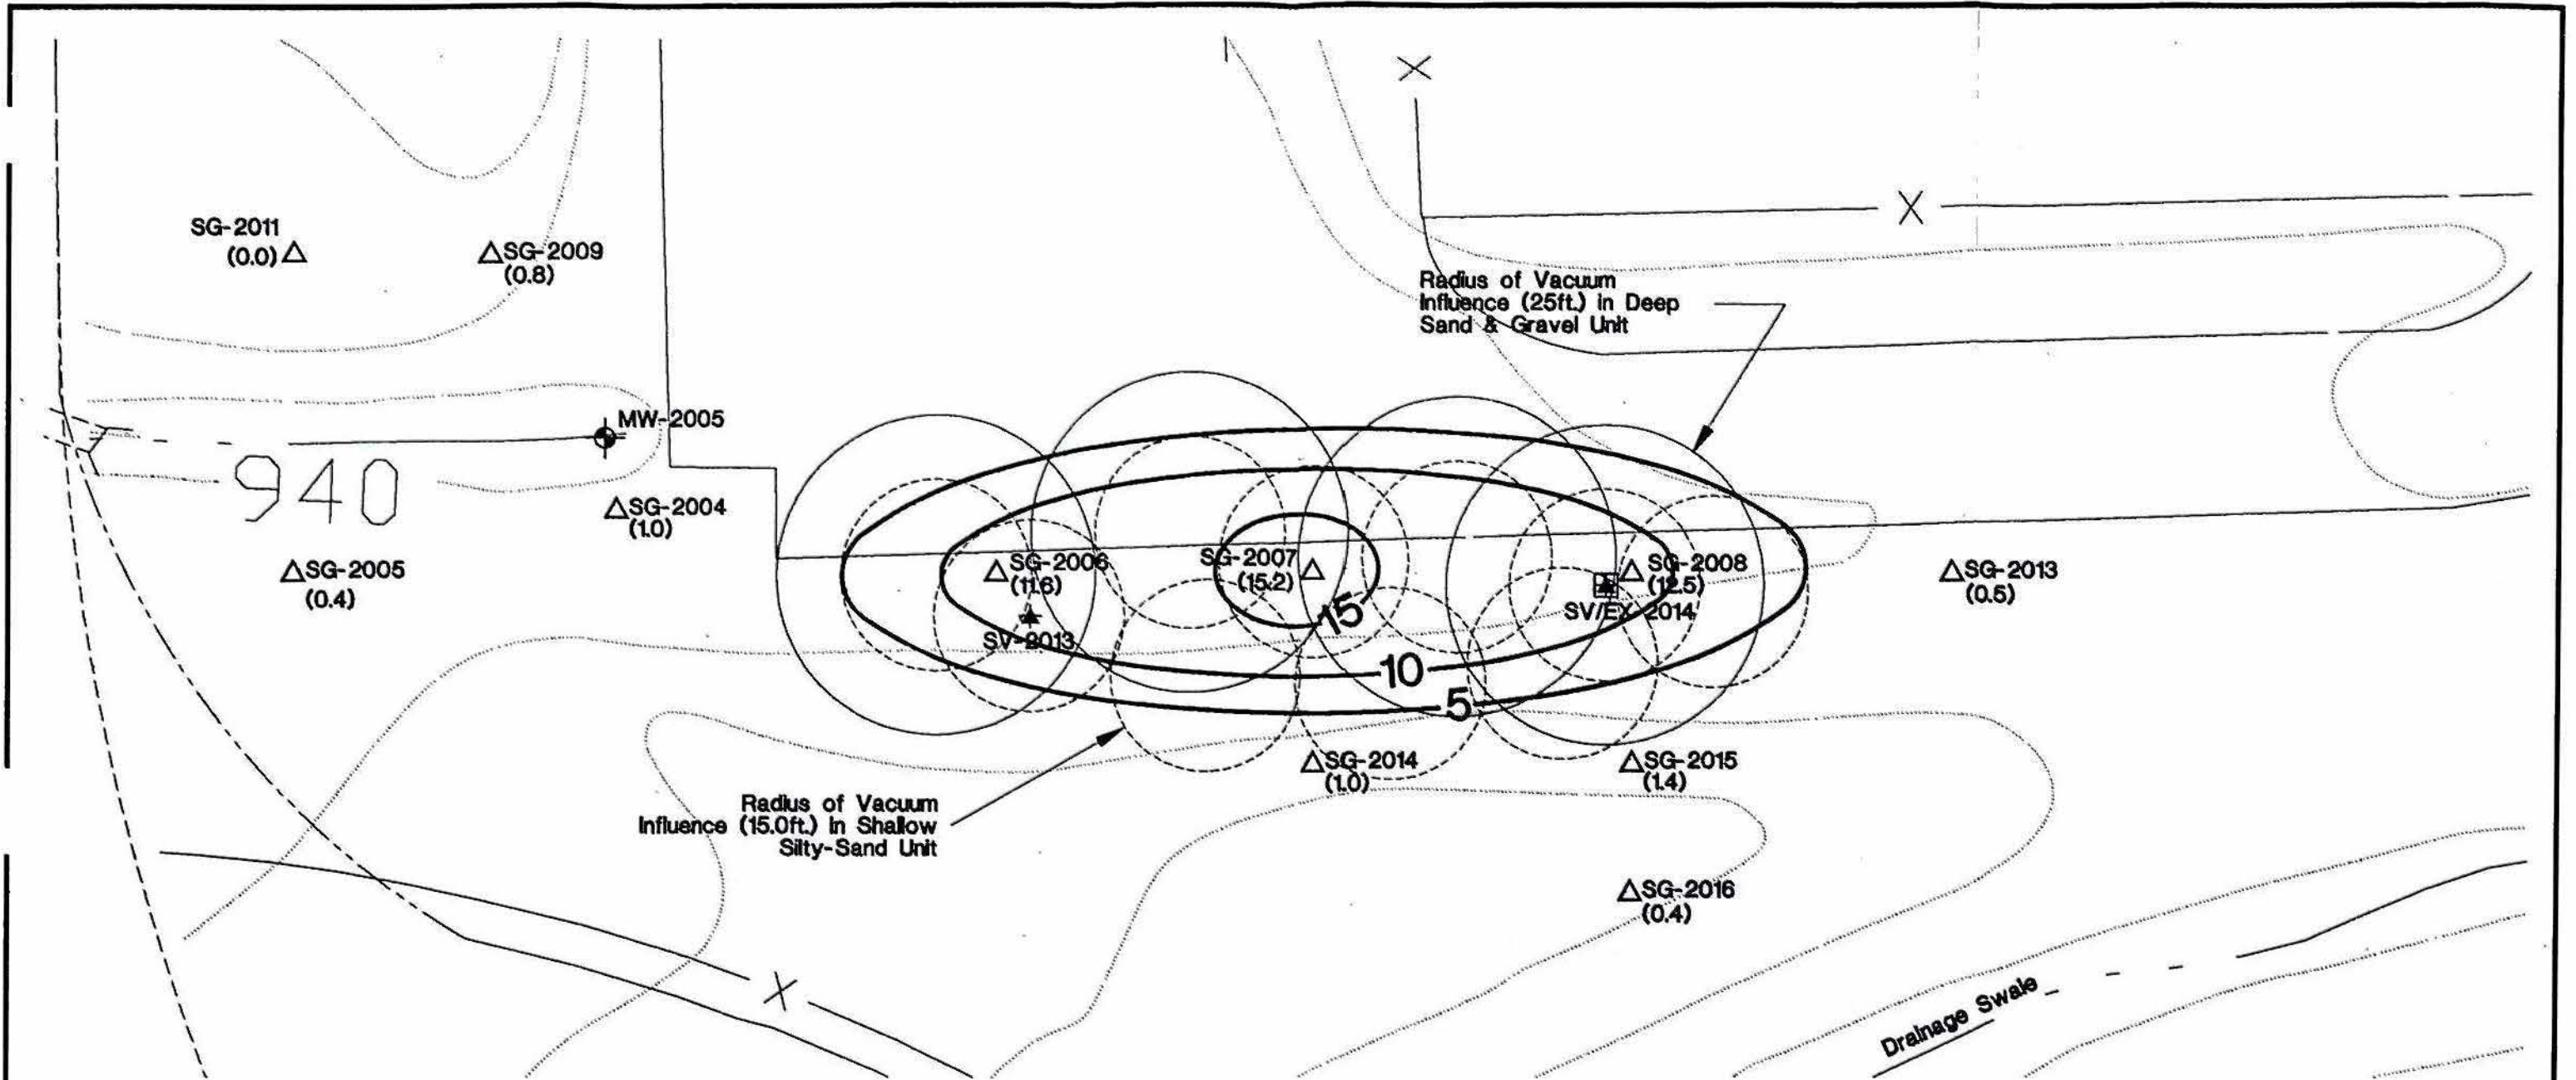 X
X
SG-2011
(0.0)
SG-2009
(0.8)
Radius of Vacuum
Influence (25ft.) in Deep
Sand & Gravel Unit
MW-2005
940
SG-2004
(1.0)
SG-2005
(0.4)
SG-2006
(11.6)
SV-2013
SG-2007
(15.2)
15
SG-2008
(12.5)
SV/EX-2014
SG-2013
(0.5)
10
5
SG-2014
(1.0)
SG-2015
(1.4)
Radius of Vacuum
Influence (15.0ft.) in Shallow
Silty-Sand Unit
SG-2016
(0.4)
X
Drainage Swale